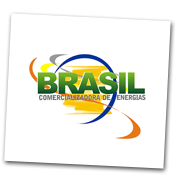 BRASIL
COMERCIALIZADORA DE ENERGIAS